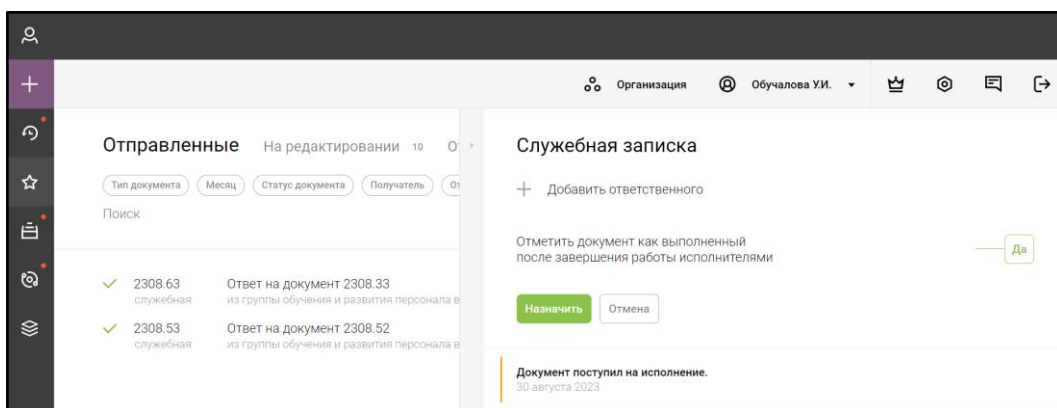 Организация Обучалова У.И.
Отправленные На редактировании 10
Тип документа Месяц Статус документа Получатель
Поиск
2308.63 Ответ на документ 2308.33
служебная из группы обучения и развития персонала в
2308.53 Ответ на документ 2308.52
служебная из группы обучения и развития персонала в
Служебная записка
Добавить ответственного
Отметить документ как выполненный
после завершения работы исполнителями
Да
Назначить Отмена
Документ поступил на исполнение.
30 августа 2023